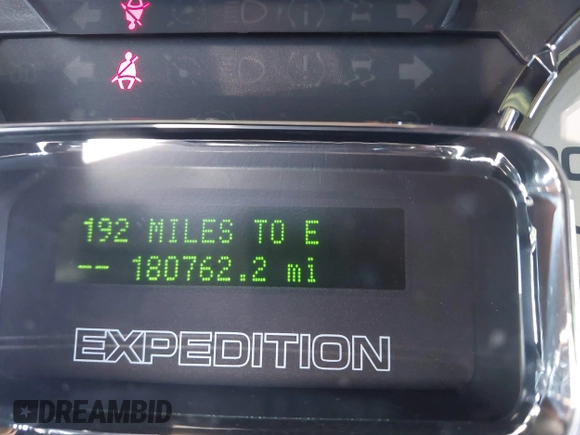 192 MILES TO E
-- 180762.2 mi
EXPEDITION
DREAMBID